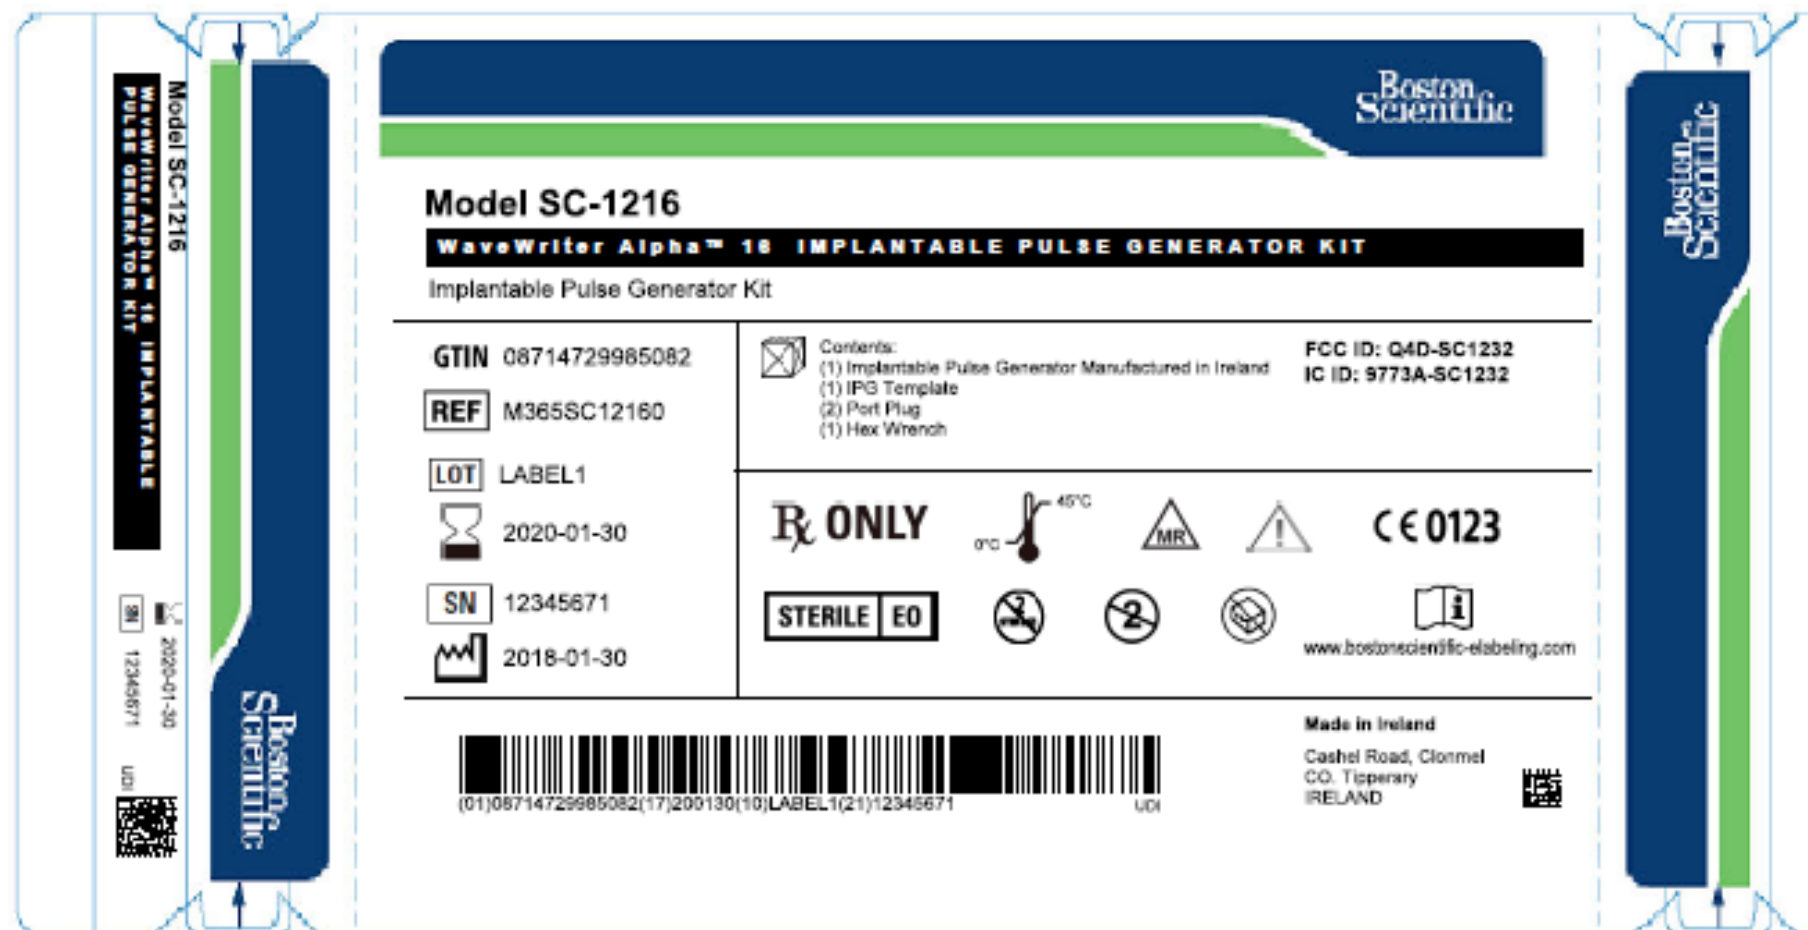 Model SC-1216
WaveWriter Alpha™ 16 IMPLANTABLE
PULSE GENERATOR KIT
2020-01-30
SN 12345671
UDI
Boston
Scientific
Boston
Scientific
Model SC-1216
WaveWriter Alpha™ 16 IMPLANTABLE PULSE GENERATOR KIT
Implantable Pulse Generator Kit
GTIN 08714729985082
REF M365SC12160
LOT LABEL1
2020-01-30
SN 12345671
2018-01-30
Contents:
(1) Implantable Pulse Generator Manufactured in Ireland
(1) IPG Template
(2) Port Plug
(1) Hex Wrench
FCC ID: Q4D-SC1232
IC ID: 9773A-SC1232
Rx ONLY
0°C
45°C
MR
!
CE 0123
STERILE EO
2
2
i
www.bostonscientific-elabeling.com
(01)08714729985082(17)200130(10)LABEL1(21)12345671
UDI
Made in Ireland
Cashel Road, Clonmel
CO. Tipperary
IRELAND
Boston
Scientific